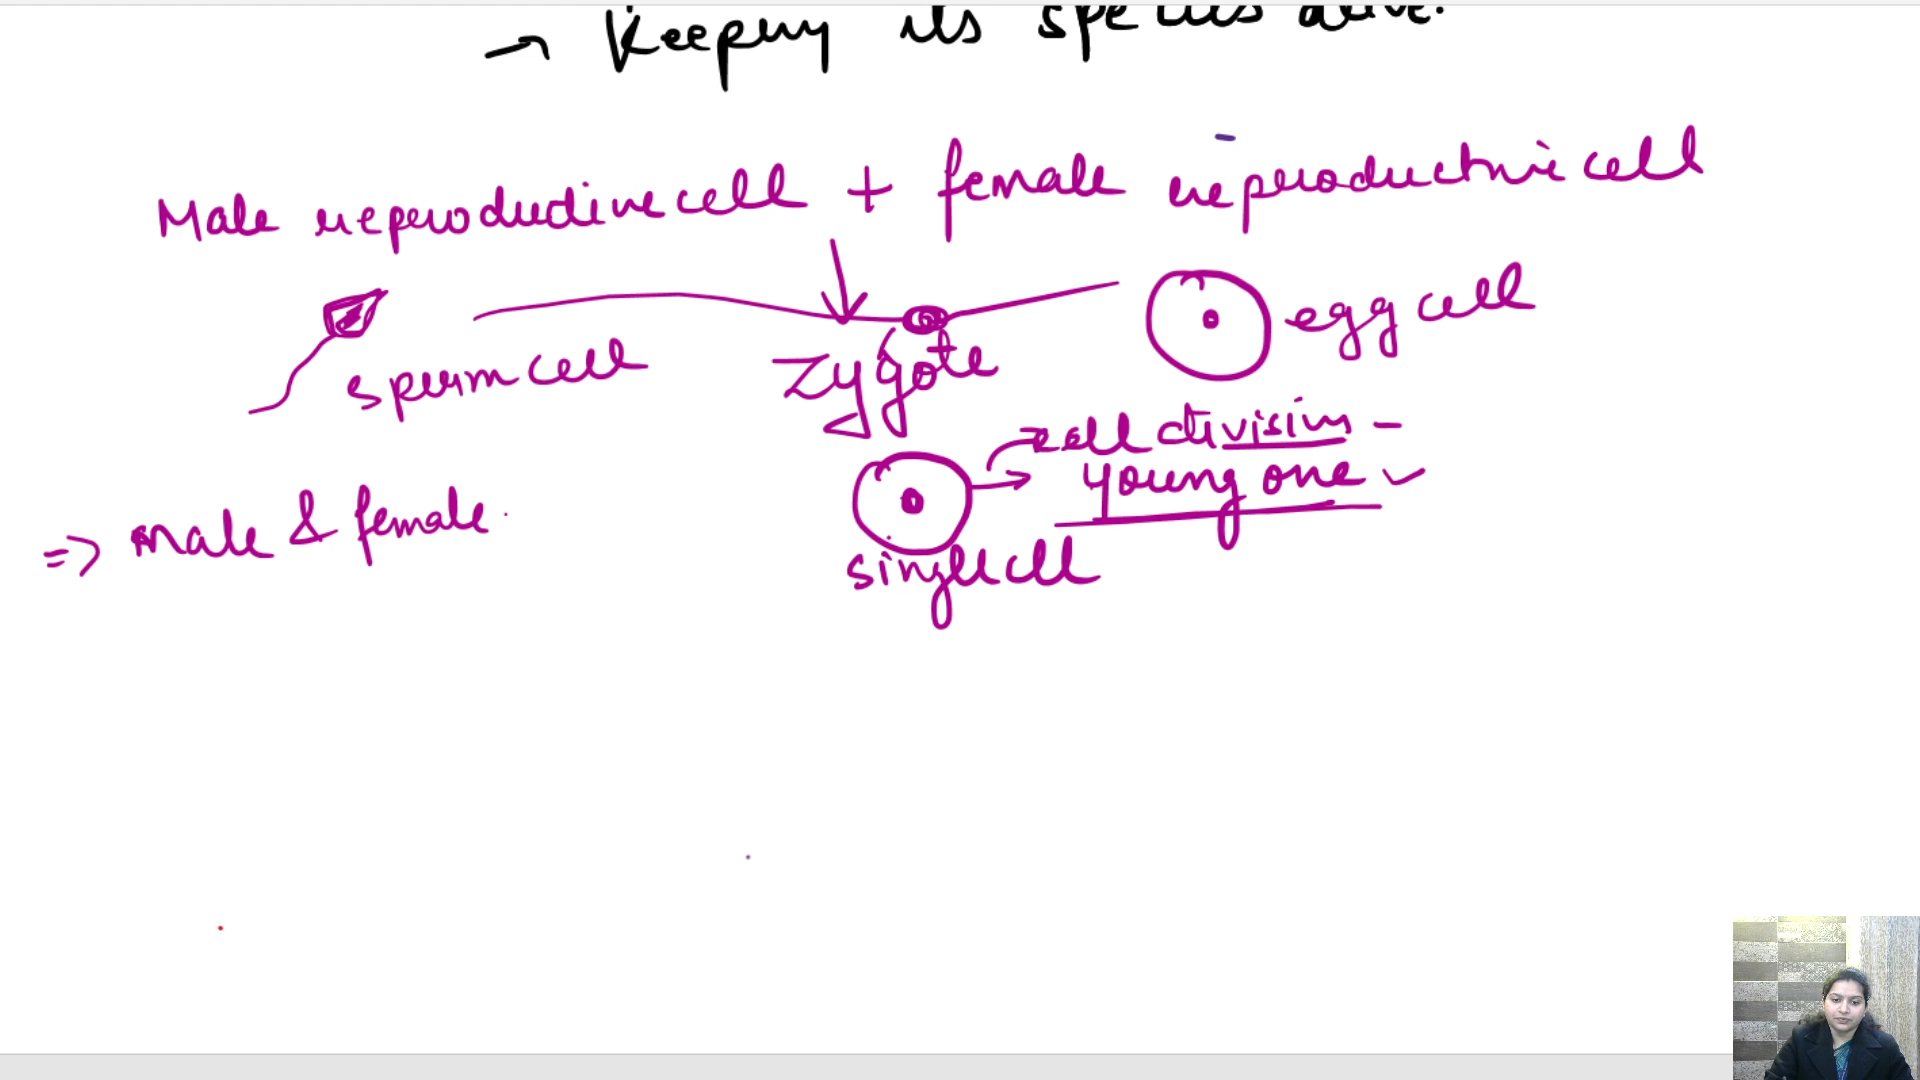 → Keeping its species alive.
Male reproductive cell + female reproductive cell
sperm cell
zygote
egg cell
cell division -
young one ✓
single cell
=> male & female